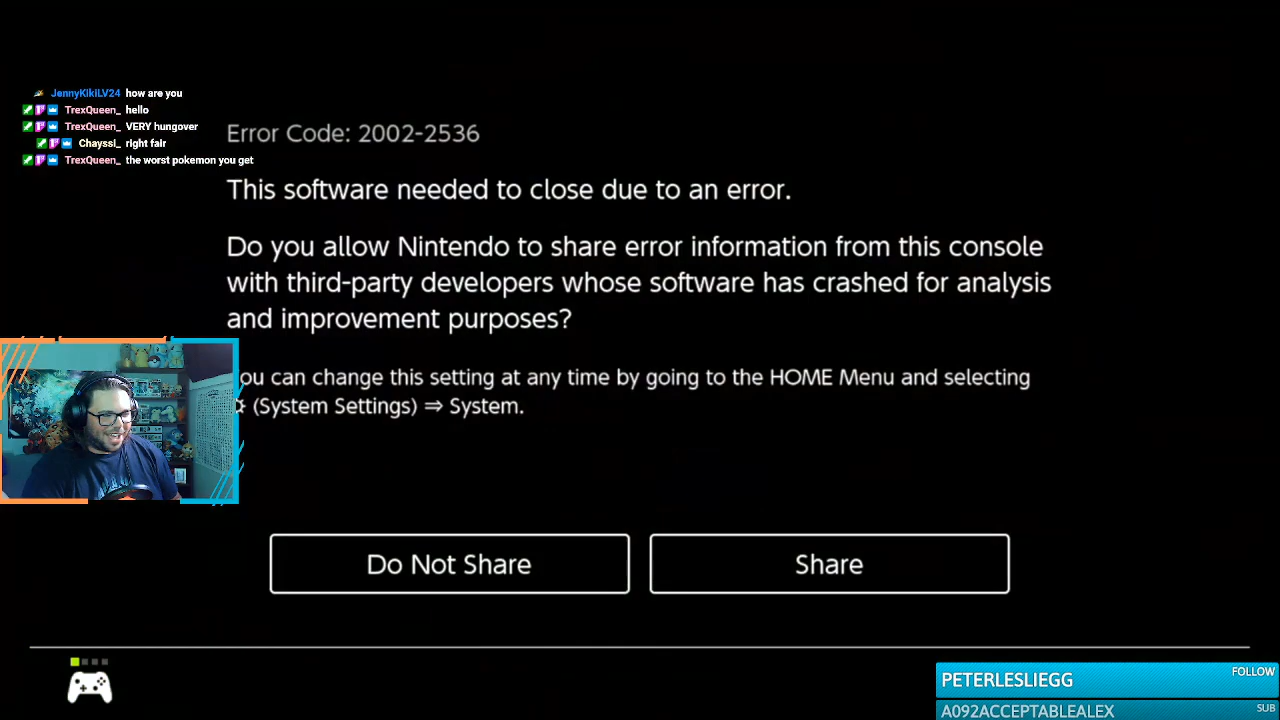 JennyKikiLV24 how are you
TrexQueen_ hello
TrexQueen_ VERY hungover
Chayssi_ right fair
TrexQueen_ the worst pokemon you get
Error Code: 2002-2536
This software needed to close due to an error.
Do you allow Nintendo to share error information from this console
with third-party developers whose software has crashed for analysis
and improvement purposes?
ou can change this setting at any time by going to the HOME Menu and selecting
(System Settings) ⇒ System.
Do Not Share
Share
PETERLESLIEGG FOLLOW
A092ACCEPTABLEALEX SUB